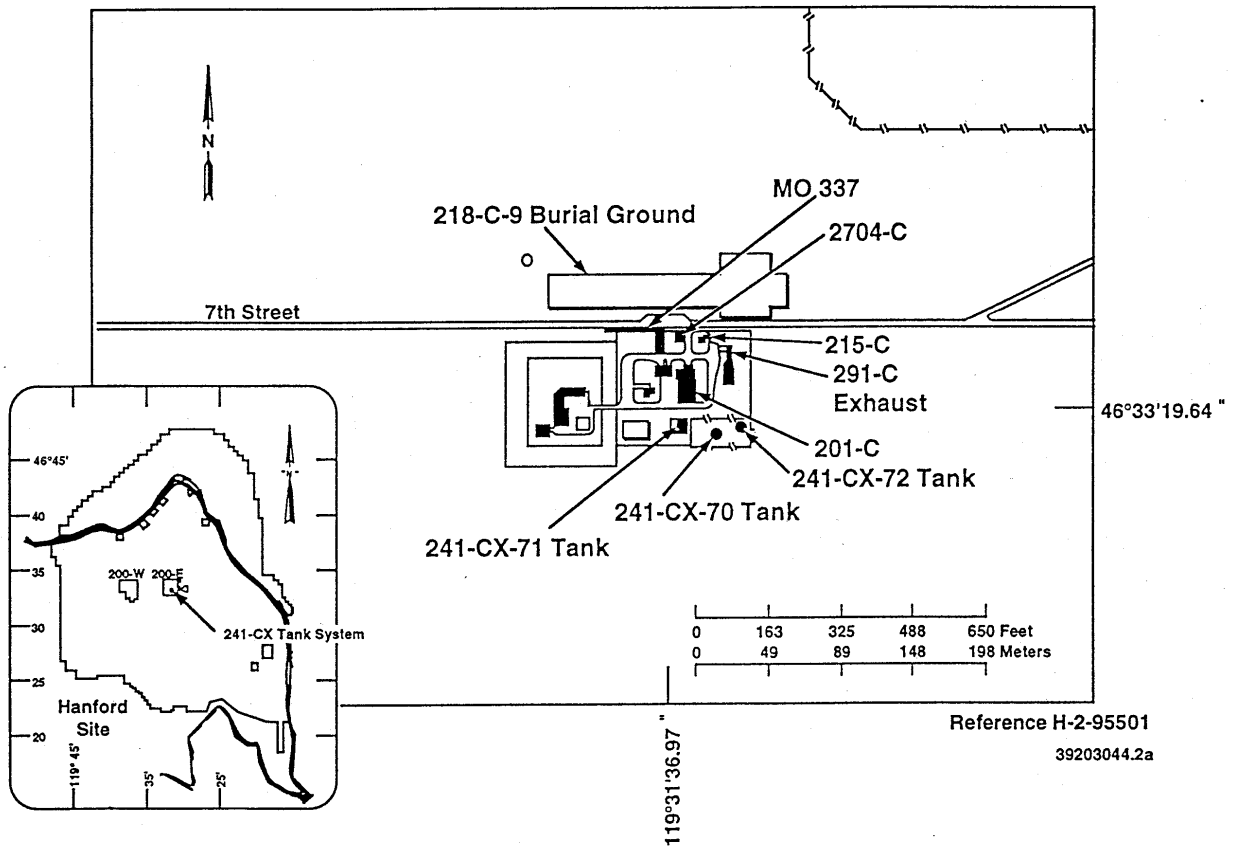 N
MO 337
218-C-9 Burial Ground
2704-C
7th Street
215-C
291-C
Exhaust
46°33'19.64 "
201-C
241-CX-72 Tank
241-CX-70 Tank
241-CX-71 Tank
0 163 325 488 650 Feet
0 49 89 148 198 Meters
119°31'36.97 "
Reference H-2-95501
39203044.2a
46°45'
40
35
30
25
20
200-W 200-E
241-CX Tank System
Hanford
Site
119° 45'
35'
25'